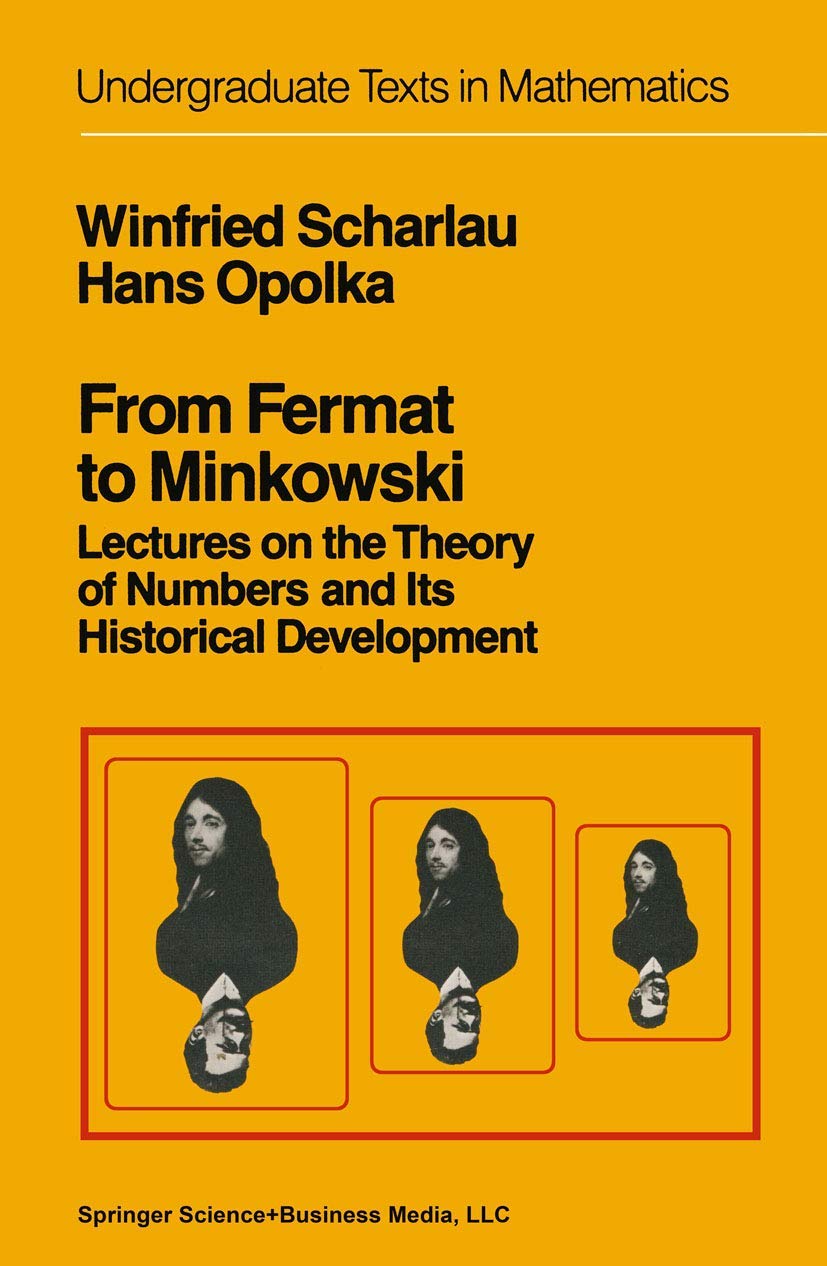 Undergraduate Texts in Mathematics
Winfried Scharlau
Hans Opolka
From Fermat
to Minkowski
Lectures on the Theory
of Numbers and Its
Historical Development
Springer Science+Business Media, LLC